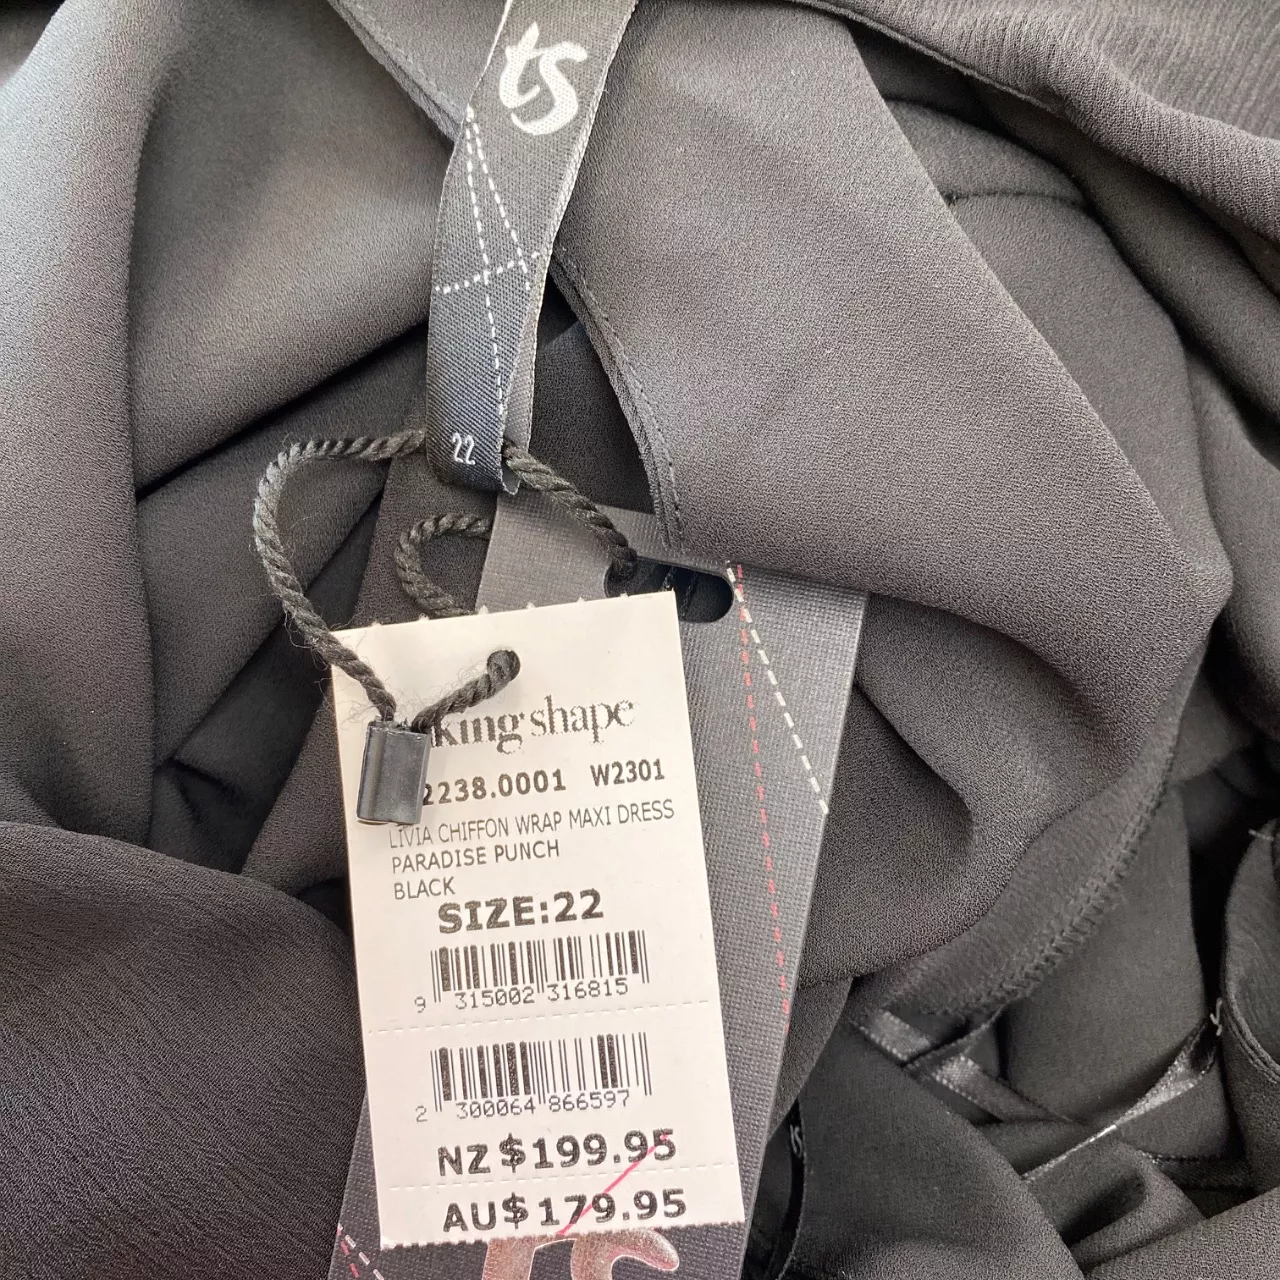 ts
22
king shape
2238.0001 W2301
LIVIA CHIFFON WRAP MAXI DRESS
PARADISE PUNCH
BLACK
SIZE:22
9 315002 316815
2 300064 866597
NZ $199.95
AU$179.95
ts